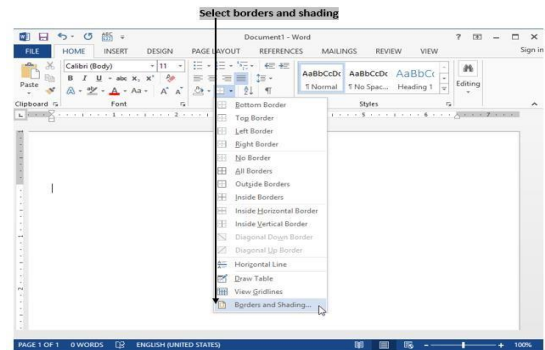 Select borders and shading
Document1 - Word
FILE HOME INSERT DESIGN PAGE LAYOUT REFERENCES MAILINGS REVIEW VIEW Sign in
Calibri (Body) 11
Paste
B I U abc X, X'
A Aa A A
AaBbCcDc AaBbCcDc AaBbC
¶ Normal ¶ No Spac... Heading 1
Editing
Clipboard Font Styles
Bottom Border
Top Border
Left Border
Right Border
No Border
All Borders
Outside Borders
Inside Borders
Inside Horizontal Border
Inside Vertical Border
Diagonal Down Border
Diagonal Up Border
Horizontal Line
Draw Table
View Gridlines
Borders and Shading...
PAGE 1 OF 1 0 WORDS ENGLISH (UNITED STATES) 100%